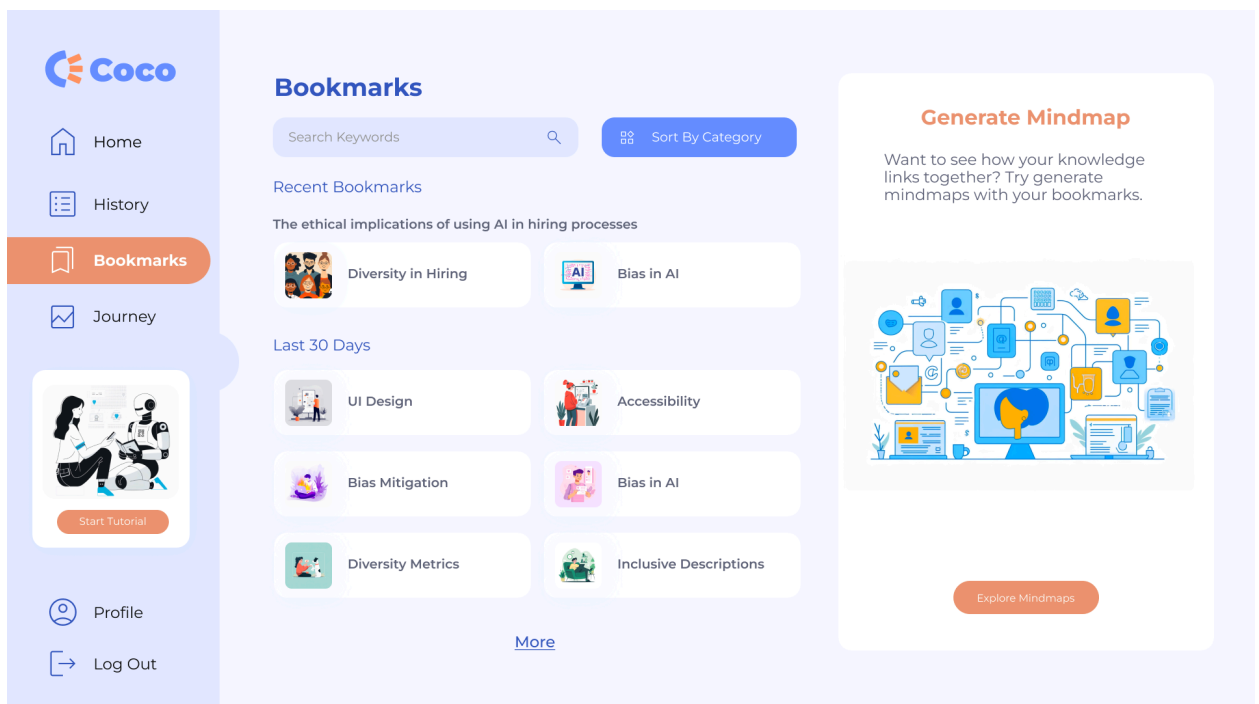 Coco
Home
History
Bookmarks
Journey
Start Tutorial
Profile
Log Out
Bookmarks
Search Keywords
Sort By Category
Recent Bookmarks
The ethical implications of using AI in hiring processes
Diversity in Hiring
AI
Bias in AI
Last 30 Days
UI Design
Accessibility
Bias Mitigation
Bias in AI
Diversity Metrics
Inclusive Descriptions
More
Generate Mindmap
Want to see how your knowledge
links together? Try generate
mindmaps with your bookmarks.
Explore Mindmaps